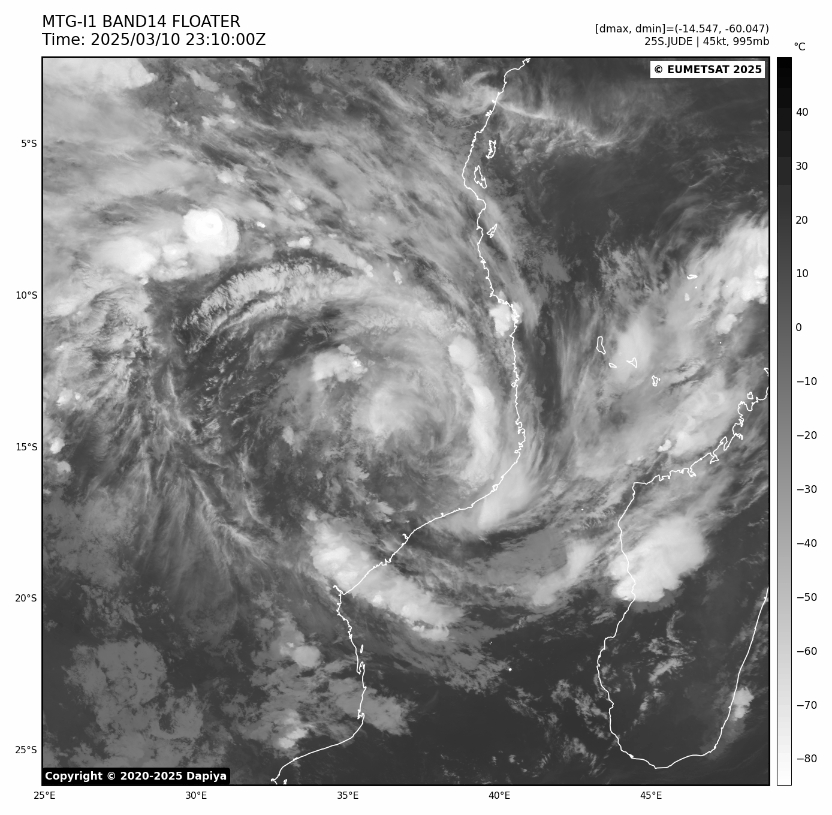 MTG-I1 BAND14 FLOATER
Time: 2025/03/10 23:10:00Z
[dmax, dmin]=(-14.547, -60.047)
25S.JUDE | 45kt, 995mb
°C
© EUMETSAT 2025
40
30
20
10
0
−10
−20
−30
−40
−50
−60
−70
−80
5°S
10°S
15°S
20°S
25°S
Copyright © 2020-2025 Dapiya
25°E
30°E
35°E
40°E
45°E